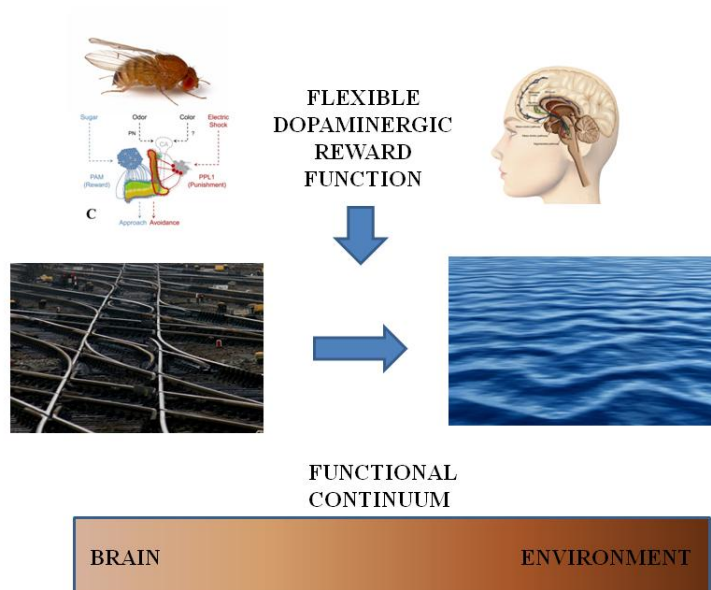 FLEXIBLE
DOPAMINERGIC
REWARD
FUNCTION
Sugar Odor Color Electric
Shock
PN ?
CA
PAM
(Reward)
PPL1
(Punishment)
C
Approach Avoidance
FUNCTIONAL
CONTINUUM
BRAIN ENVIRONMENT